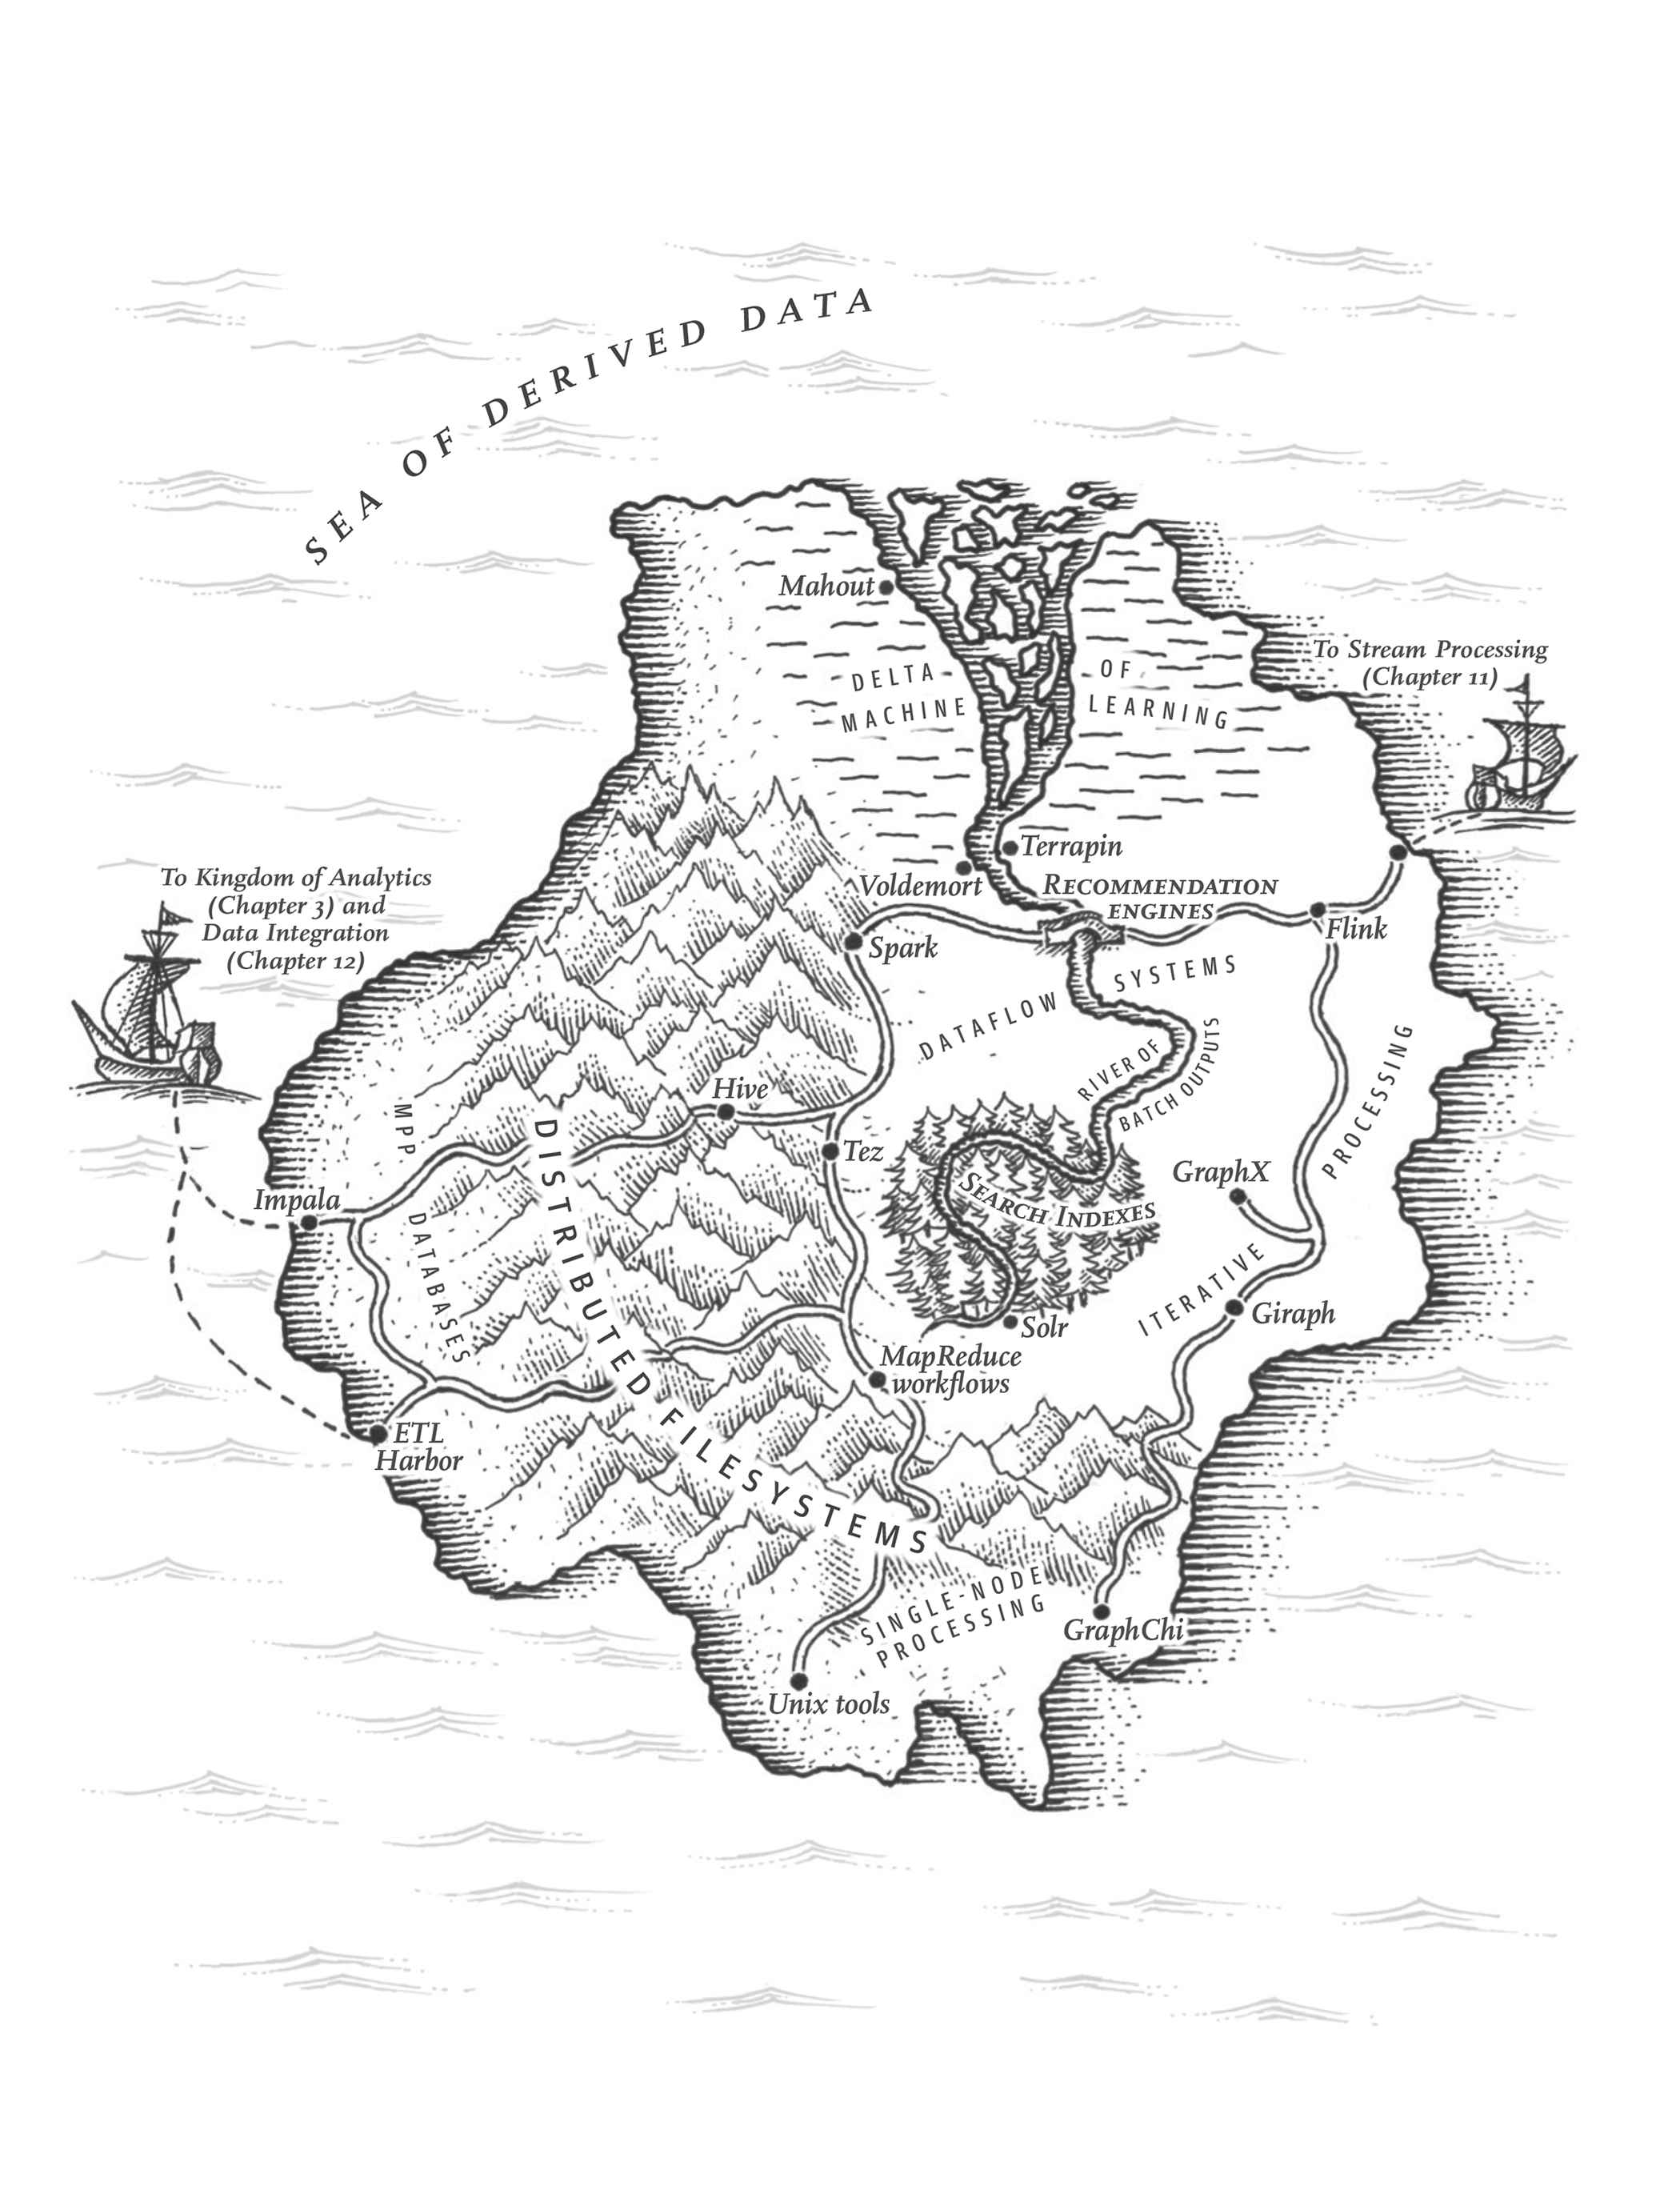 SEA OF DERIVED DATA
Mahout
To Stream Processing
(Chapter 11)
DELTA OF
MACHINE LEARNING
Terrapin
Voldemort
To Kingdom of Analytics
(Chapter 3) and
Data Integration
(Chapter 12)
RECOMMENDATION
ENGINES
Flink
Spark
DATAFLOW SYSTEMS
RIVER OF
BATCH OUTPUTS
PROCESSING
Hive
MPP
DISTRIBUTED FILESYSTEMS
Tez
GraphX
SEARCH INDEXES
Impala
DATABASES
ITERATIVE
Giraph
Solr
MapReduce
workflows
ETL
Harbor
SINGLE-NODE
PROCESSING
GraphChi
Unix tools